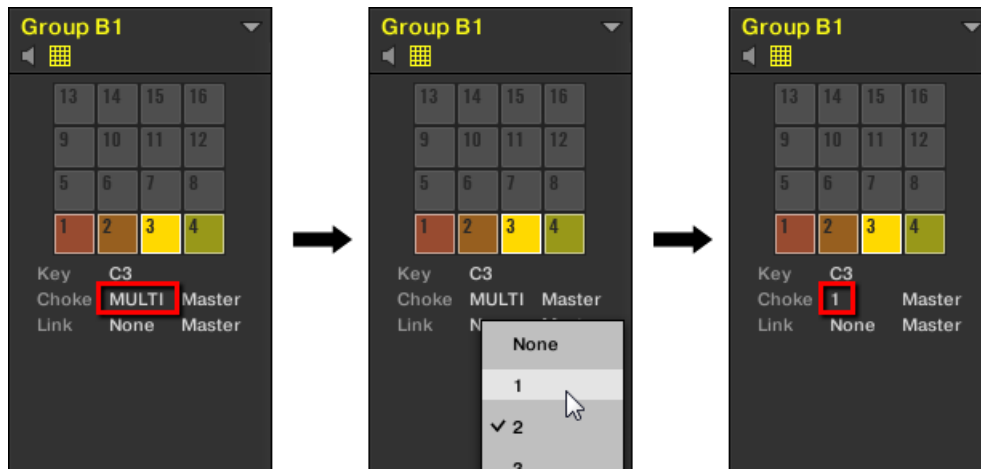 Group B1
13 14 15 16
9 10 11 12
5 6 7 8
1 2 3 4
Key C3
Choke MULTI Master
Link None Master
Group B1
13 14 15 16
9 10 11 12
5 6 7 8
1 2 3 4
Key C3
Choke MULTI Master
Link
None
1
2
Group B1
13 14 15 16
9 10 11 12
5 6 7 8
1 2 3 4
Key C3
Choke 1 Master
Link None Master